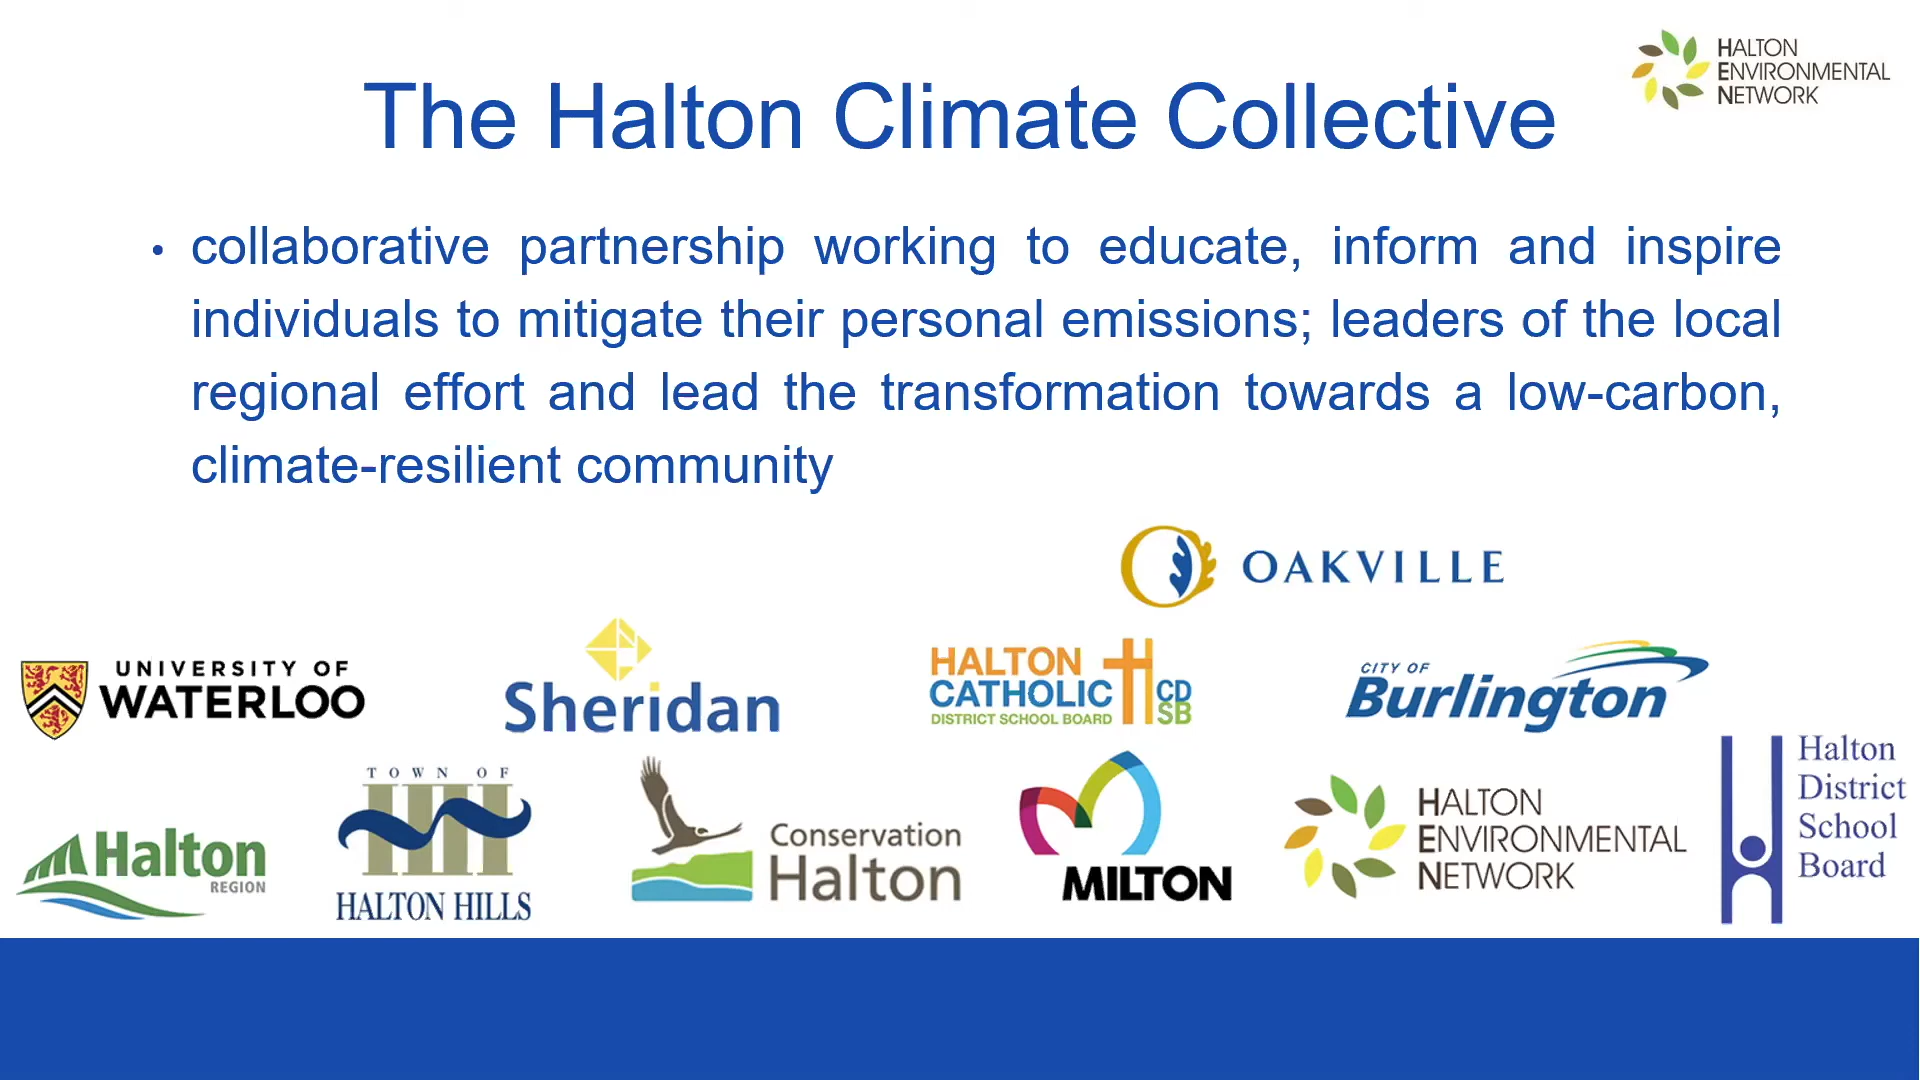 HALTON
ENVIRONMENTAL
NETWORK
The Halton Climate Collective
• collaborative partnership working to educate, inform and inspire
individuals to mitigate their personal emissions; leaders of the local
regional effort and lead the transformation towards a low-carbon,
climate-resilient community
OAKVILLE
UNIVERSITY OF
WATERLOO
Sheridan
HALTON
CATHOLIC
DISTRICT SCHOOL BOARD
CD
SB
CITY OF
Burlington
Halton
REGION
TOWN OF
HALTON HILLS
Conservation
Halton
MILTON
HALTON
ENVIRONMENTAL
NETWORK
Halton
District
School
Board